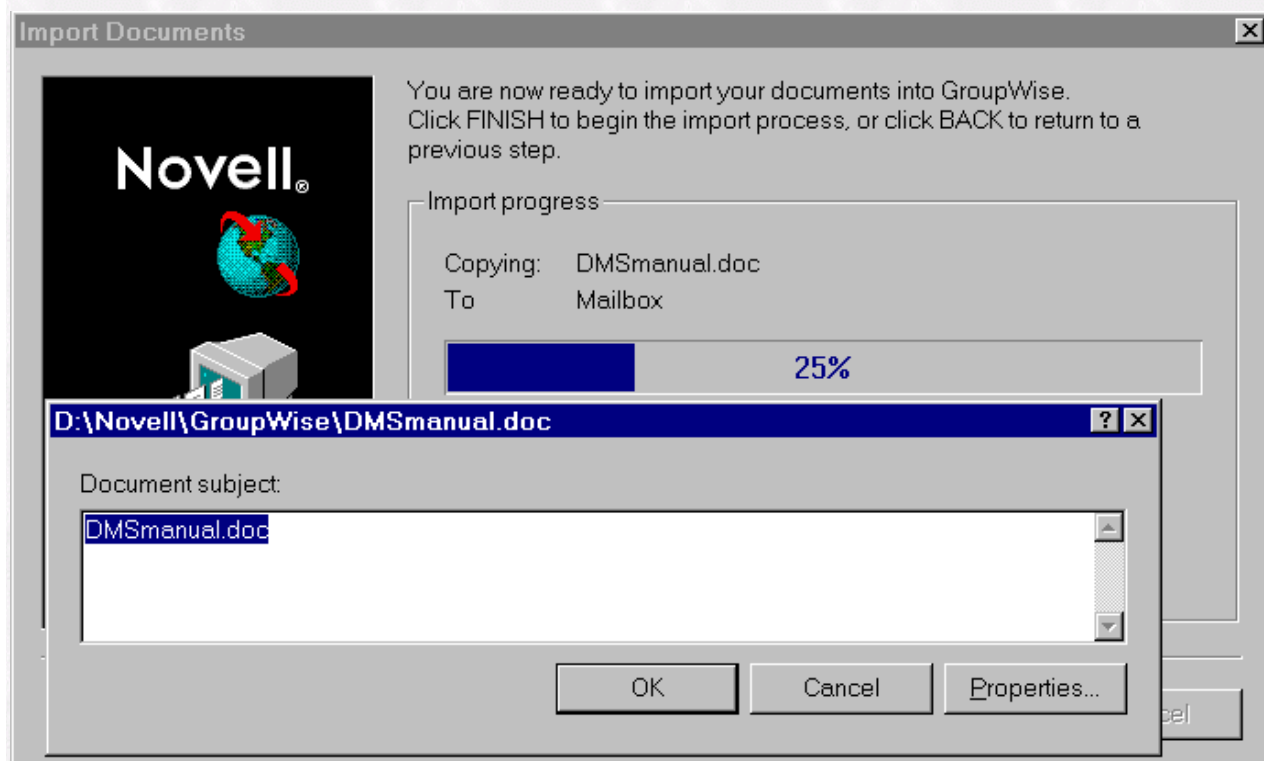 Import Documents
You are now ready to import your documents into GroupWise.
Click FINISH to begin the import process, or click BACK to return to a
previous step.
Novell®
Import progress
Copying: DMSmanual.doc
To Mailbox
25%
D:\Novell\GroupWise\DMSmanual.doc
Document subject:
DMSmanual.doc
OK Cancel Properties...